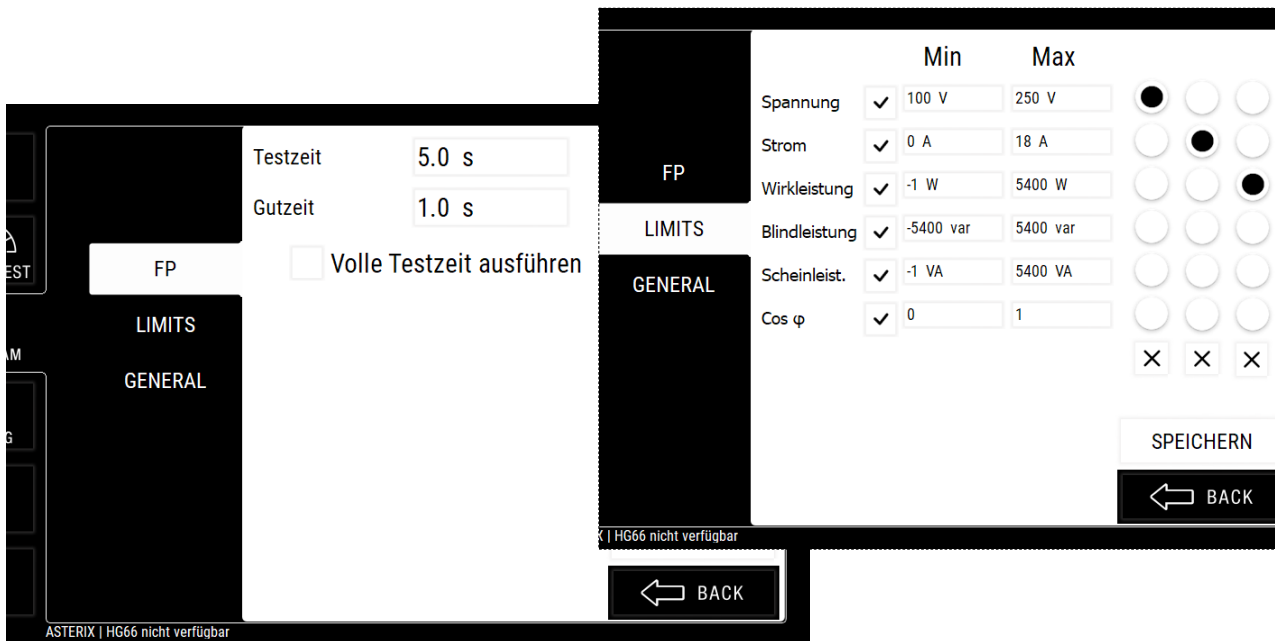 EST
AM
G
FP
LIMITS
GENERAL
Testzeit 5.0 s
Gutzeit 1.0 s
Volle Testzeit ausführen
BACK
ASTERIX | HG66 nicht verfügbar
FP
LIMITS
GENERAL
Min Max
Spannung 100 V 250 V
Strom 0 A 18 A
Wirkleistung -1 W 5400 W
Blindleistung -5400 var 5400 var
Scheinleist. -1 VA 5400 VA
Cos φ 0 1
SPEICHERN
BACK
X | HG66 nicht verfügbar